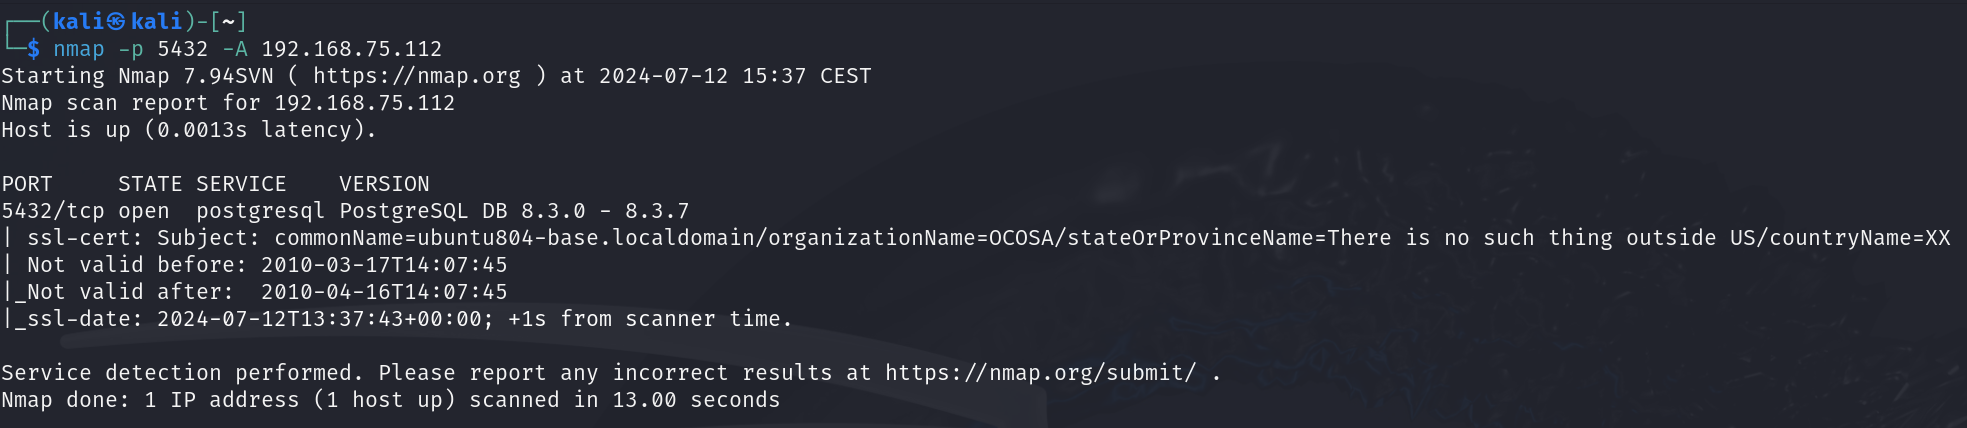 ┌──(kali㉿kali)-[~]
└─$ nmap -p 5432 -A 192.168.75.112
Starting Nmap 7.94SVN ( https://nmap.org ) at 2024-07-12 15:37 CEST
Nmap scan report for 192.168.75.112
Host is up (0.0013s latency).

PORT     STATE SERVICE    VERSION
5432/tcp open  postgresql PostgreSQL DB 8.3.0 - 8.3.7
| ssl-cert: Subject: commonName=ubuntu804-base.localdomain/organizationName=OCOSA/stateOrProvinceName=There is no such thing outside US/countryName=XX
| Not valid before: 2010-03-17T14:07:45
|_Not valid after:  2010-04-16T14:07:45
|_ssl-date: 2024-07-12T13:37:43+00:00; +1s from scanner time.

Service detection performed. Please report any incorrect results at https://nmap.org/submit/ .
Nmap done: 1 IP address (1 host up) scanned in 13.00 seconds